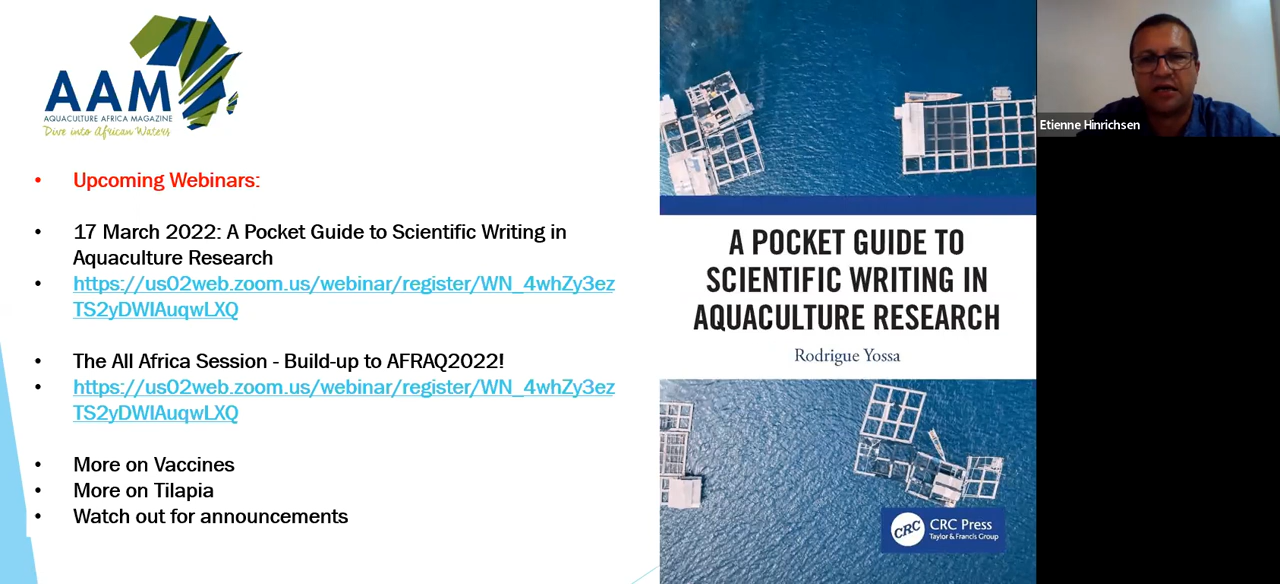 AAM
AQUACULTURE AFRICA MAGAZINE
Dive into African Waters
• Upcoming Webinars:
• 17 March 2022: A Pocket Guide to Scientific Writing in
Aquaculture Research
• https://us02web.zoom.us/webinar/register/WN_4whZy3ez
TS2yDWIAuqwLXQ
• The All Africa Session - Build-up to AFRAQ2022!
• https://us02web.zoom.us/webinar/register/WN_4whZy3ez
TS2yDWIAuqwLXQ
• More on Vaccines
• More on Tilapia
• Watch out for announcements
A POCKET GUIDE TO
SCIENTIFIC WRITING IN
AQUACULTURE RESEARCH
Rodrigue Yossa
CRC
CRC Press
Taylor & Francis Group
Etienne Hinrichsen